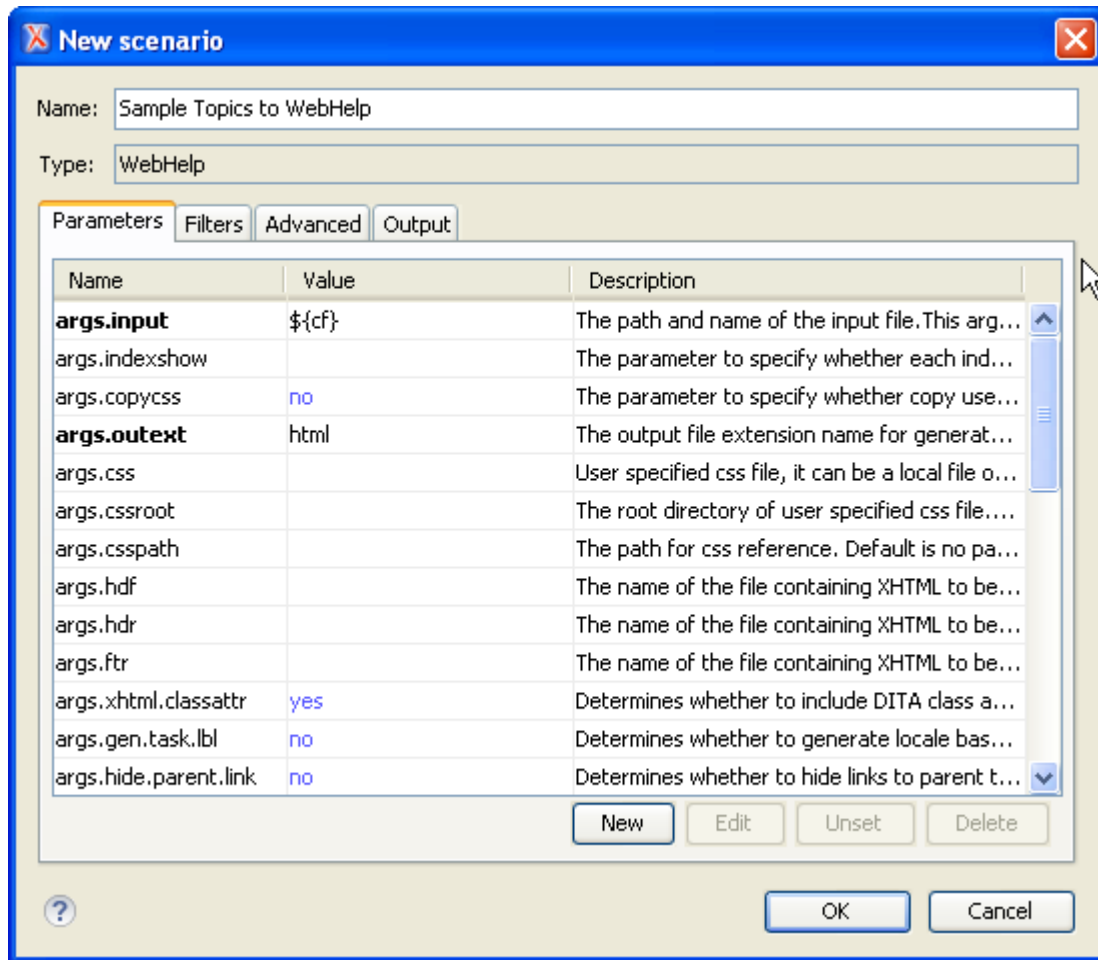 New scenario
Name: Sample Topics to WebHelp
Type: WebHelp
Parameters Filters Advanced Output
Name Value Description
args.input ${cf} The path and name of the input file.This arg...
args.indexshow The parameter to specify whether each ind...
args.copycss no The parameter to specify whether copy use...
args.outext html The output file extension name for generat...
args.css User specified css file, it can be a local file o...
args.cssroot The root directory of user specified css file....
args.csspath The path for css reference. Default is no pa...
args.hdf The name of the file containing XHTML to be...
args.hdr The name of the file containing XHTML to be...
args.ftr The name of the file containing XHTML to be...
args.xhtml.classattr yes Determines whether to include DITA class a...
args.gen.task.lbl no Determines whether to generate locale bas...
args.hide.parent.link no Determines whether to hide links to parent t...
New Edit Unset Delete
? OK Cancel